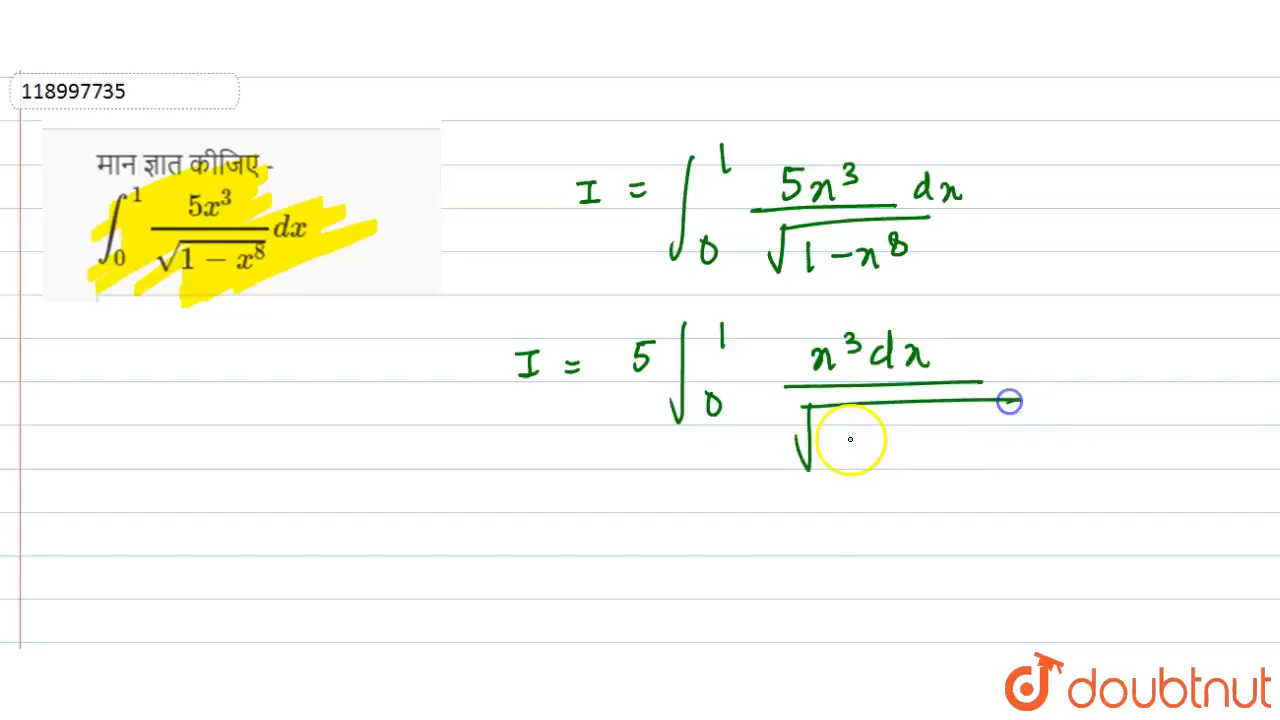 118997735
मान ज्ञात कीजिए -
∫₀¹ 5x³/√(1 − x⁸) dx
I = ∫₀¹ 5x³/√(1 − x⁸) dx
I = 5 ∫₀¹ x³dx/√
doubtnut